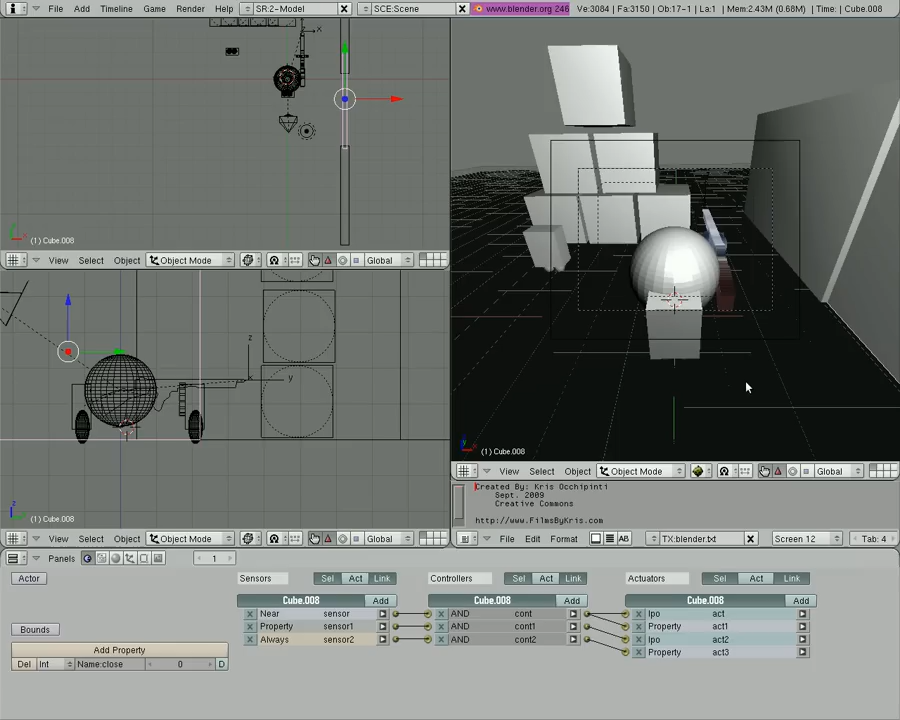 File Add Timeline Game Render Help SR:2-Model SCE:Scene www.blender.org 246 Ve:3084 | Fa:3150 | Ob:17-1 | La:1 | Mem:2.43M (0.68M) | Time: | Cube.008
x
(1) Cube.008
View Select Object Object Mode Global
z
y
x
(1) Cube.008
View Select Object Object Mode Global
(1) Cube.008
View Select Object Object Mode Global
Created By: Kris Occhipinti
Sept. 2009
Creative Commons
http://www.FilmsByKris.com
File Edit Format AB TX:blender.txt Screen 12 Tab: 4
Panels 1
Actor
Bounds
Add Property
Del Int Name:close 0 D
Sensors Sel Act Link
Cube.008 Add
Near sensor
Property sensor1
Always sensor2
Controllers Sel Act Link
Cube.008 Add
AND cont
AND cont1
AND cont2
Actuators Sel Act Link
Cube.008 Add
Ipo act
Property act1
Ipo act2
Property act3